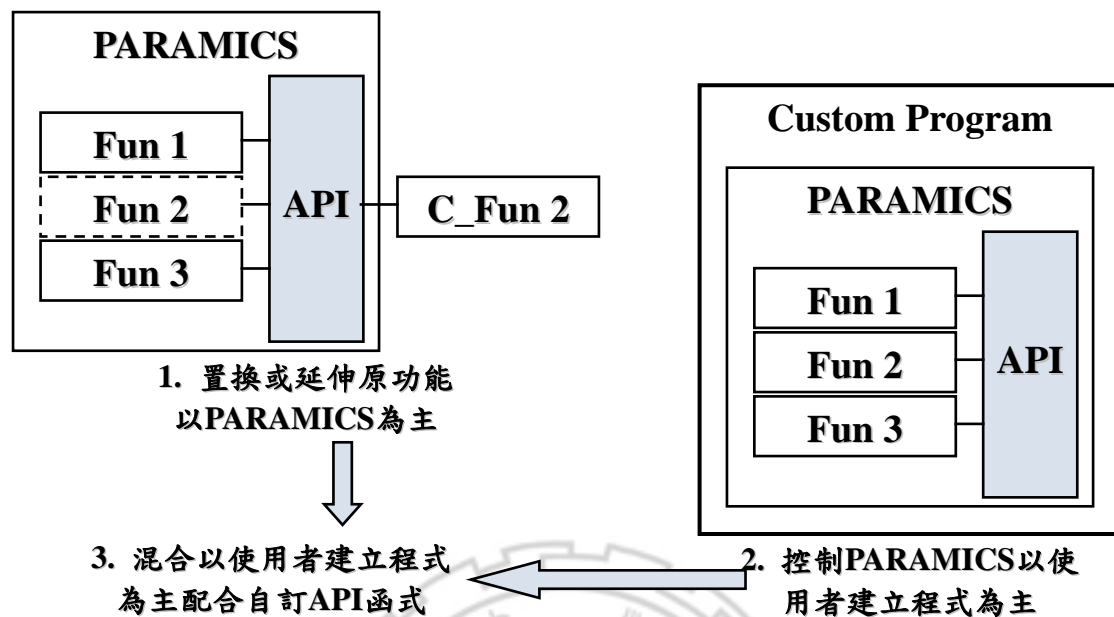 PARAMICS
Fun 1
Fun 2
Fun 3
API
C_Fun 2
1. 置換或延伸原功能
以PARAMICS為主
Custom Program
PARAMICS
Fun 1
Fun 2
Fun 3
API
2. 控制PARAMICS以使
用者建立程式為主
3. 混合以使用者建立程式
為主配合自訂API函式